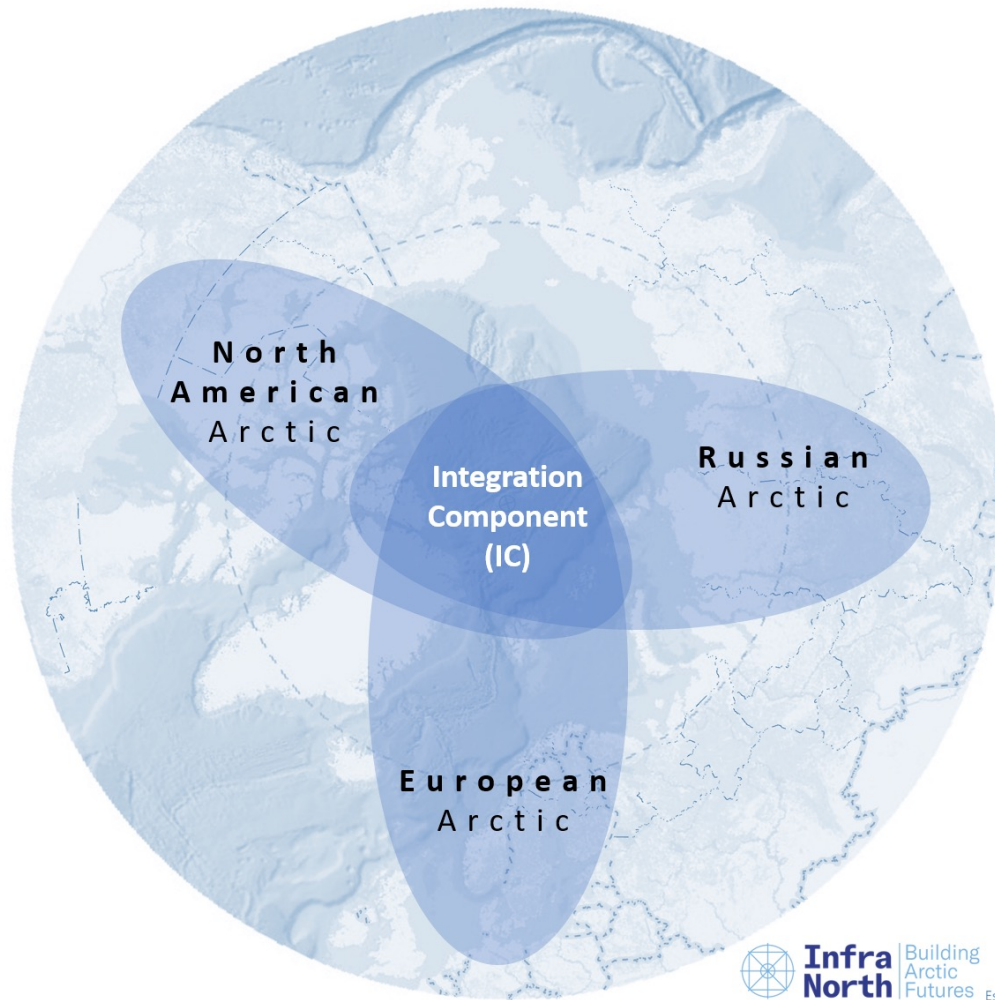 North
American
Arctic
Russian
Arctic
Integration
Component
(IC)
European
Arctic
Infra
North
Building
Arctic
Futures